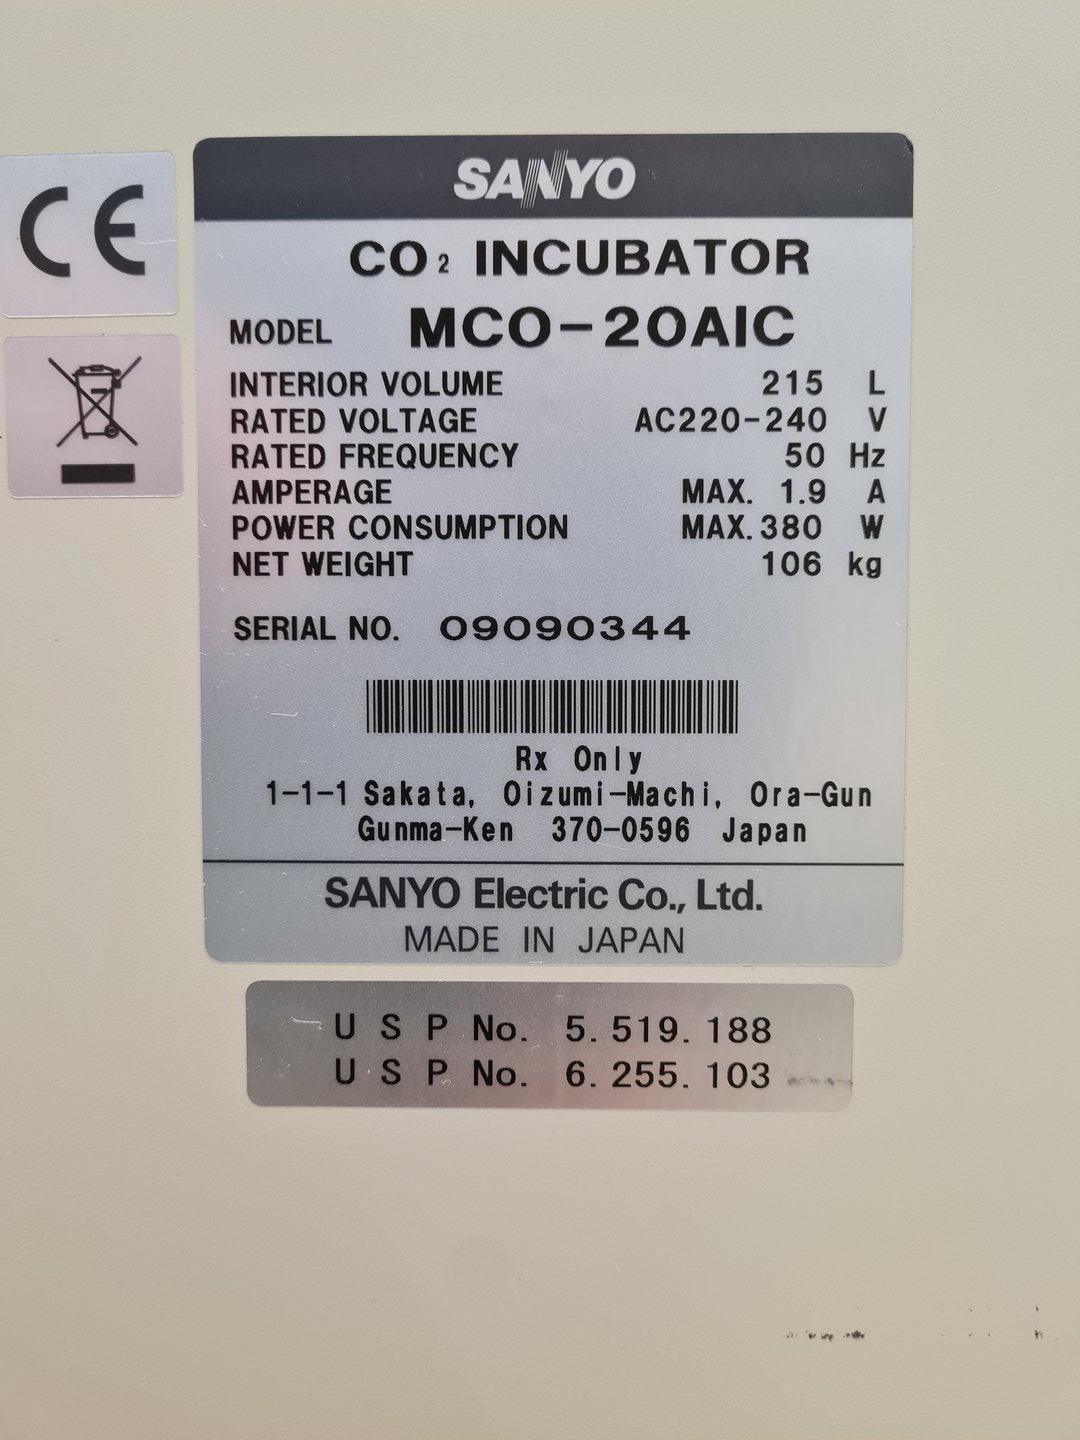 CE
SANYO
CO₂ INCUBATOR
MODEL MCO-20AIC
INTERIOR VOLUME 215 L
RATED VOLTAGE AC220-240 V
RATED FREQUENCY 50 Hz
AMPERAGE MAX. 1.9 A
POWER CONSUMPTION MAX. 380 W
NET WEIGHT 106 kg
SERIAL NO. 09090344
Rx Only
1-1-1 Sakata, Oizumi-Machi, Ora-Gun
Gunma-Ken 370-0596 Japan
SANYO Electric Co., Ltd.
MADE IN JAPAN
U S P No. 5. 519. 188
U S P No. 6. 255. 103